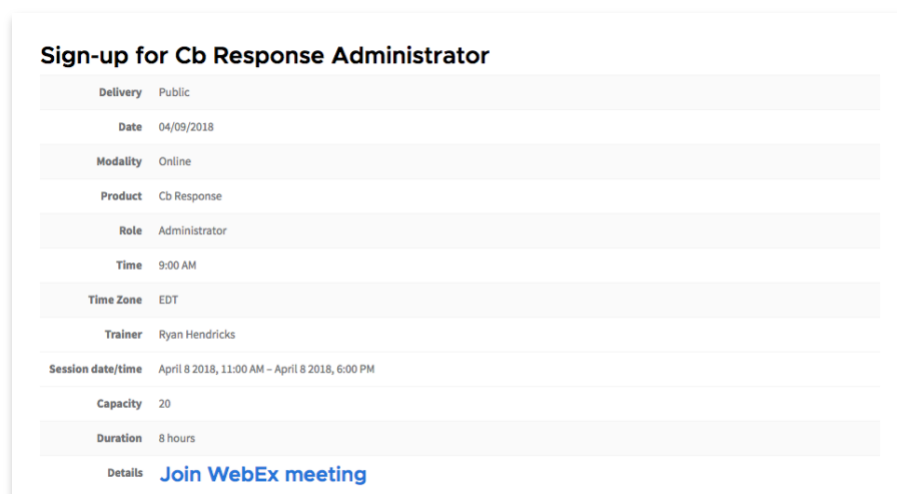 Sign-up for Cb Response Administrator
Delivery Public
Date 04/09/2018
Modality Online
Product Cb Response
Role Administrator
Time 9:00 AM
Time Zone EDT
Trainer Ryan Hendricks
Session date/time April 8 2018, 11:00 AM – April 8 2018, 6:00 PM
Capacity 20
Duration 8 hours
Details Join WebEx meeting